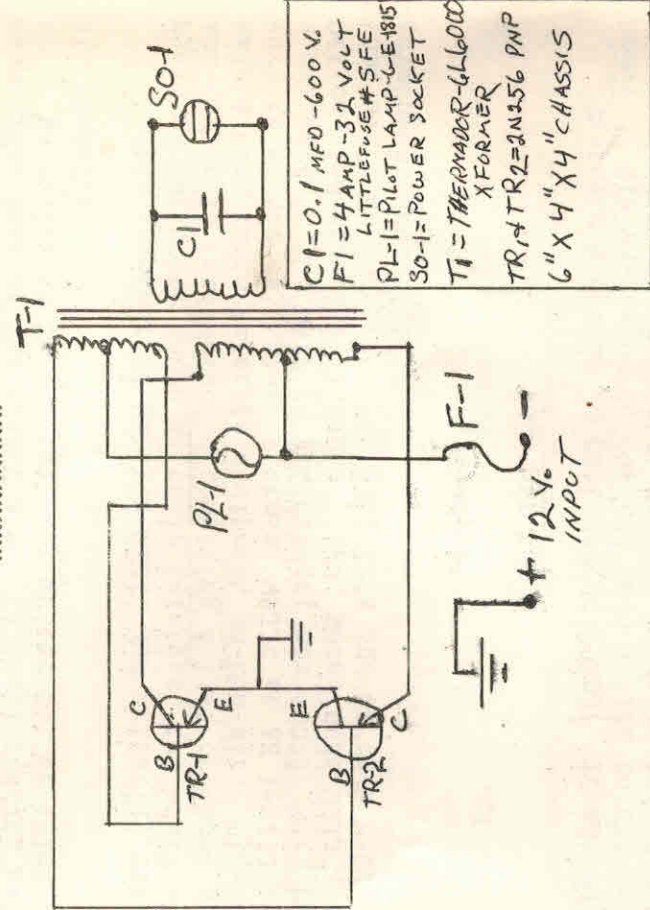 T-1
C1
SO-1
PL-1
F-1
+ 12 V. -
INPUT
C
B
E
TR-1
E
B
C
TR-2
C1=0.1 MFD-600 V.
F1=4 AMP-32 VOLT
LITTLEFUSE#SFE
PL-1=PILOT LAMP-G-E-1815
SO-1=POWER SOCKET
T1=THERMADOR-6L6000
XFORMER
TR1&TR2=2N256 PNP
6"X4"X4"CHASSIS